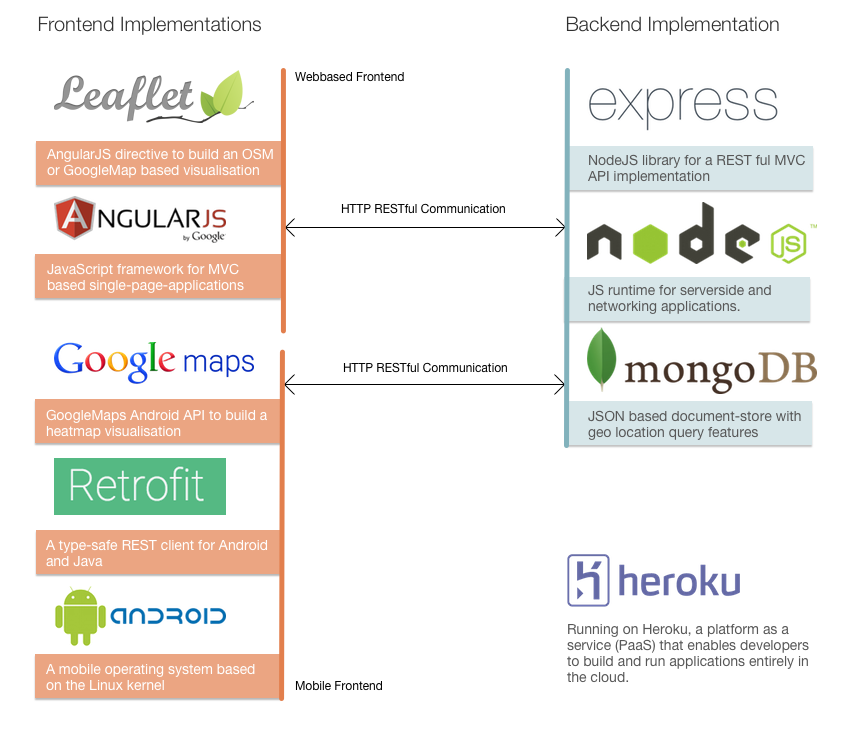 Frontend Implementations
Leaflet
AngularJS directive to build an OSM
or GoogleMap based visualisation
ANGULARJS
by Google
JavaScript framework for MVC
based single-page-applications
Google maps
GoogleMaps Android API to build a
heatmap visualisation
Retrofit
A type-safe REST client for Android
and Java
ANDROID
A mobile operating system based
on the Linux kernel
Webbased Frontend
HTTP RESTful Communication
HTTP RESTful Communication
Mobile Frontend
Backend Implementation
express
NodeJS library for a REST ful MVC
API implementation
node
JS
™
JS runtime for serverside and
networking applications.
mongoDB
JSON based document-store with
geo location query features
heroku
Running on Heroku, a platform as a
service (PaaS) that enables developers
to build and run applications entirely in
the cloud.